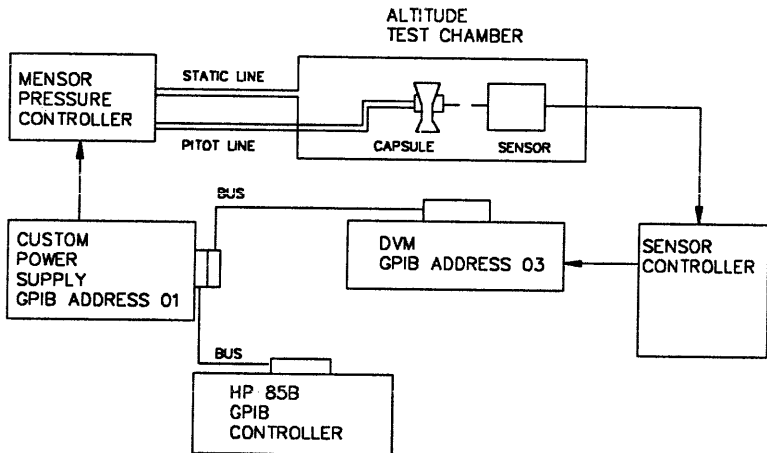 ALTITUDE
TEST CHAMBER
MENSOR
PRESSURE
CONTROLLER
STATIC LINE
PITOT LINE
CAPSULE
SENSOR
BUS
CUSTOM
POWER
SUPPLY
GPIB ADDRESS 01
DVM
GPIB ADDRESS 03
SENSOR
CONTROLLER
BUS
HP 85B
GPIB
CONTROLLER